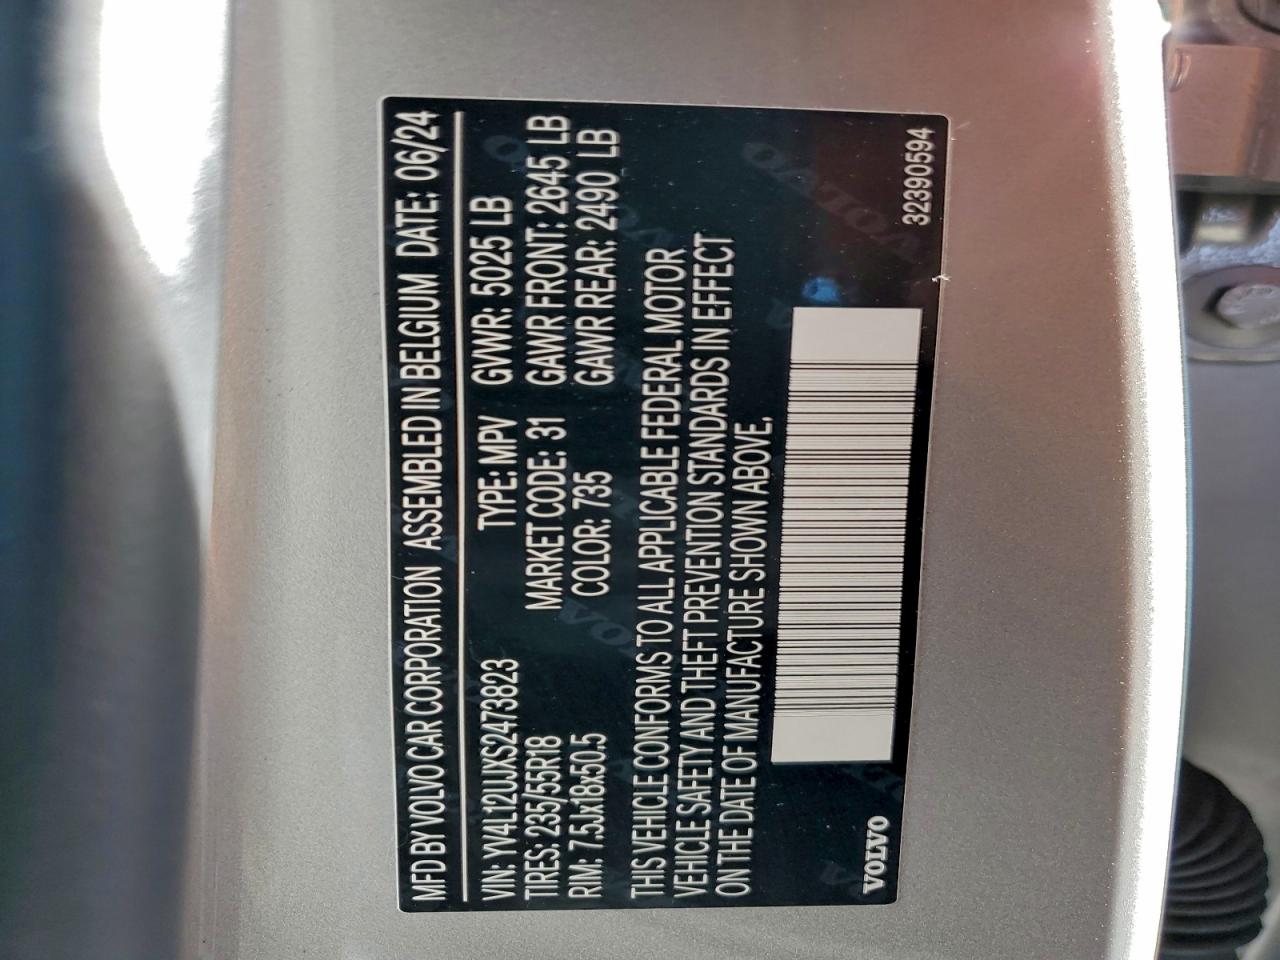 MFD BY VOLVO CAR CORPORATION ASSEMBLED IN BELGIUM DATE: 06/24
VIN: YV4L12UJXS2473823 TYPE: MPV GVWR: 5025 LB
TIRES: 235/55R18 MARKET CODE: 31 GAWR FRONT: 2645 LB
RIM: 7.5Jx18x50.5 COLOR: 735 GAWR REAR: 2490 LB
THIS VEHICLE CONFORMS TO ALL APPLICABLE FEDERAL MOTOR
VEHICLE SAFETY AND THEFT PREVENTION STANDARDS IN EFFECT
ON THE DATE OF MANUFACTURE SHOWN ABOVE.
VOLVO 32390594